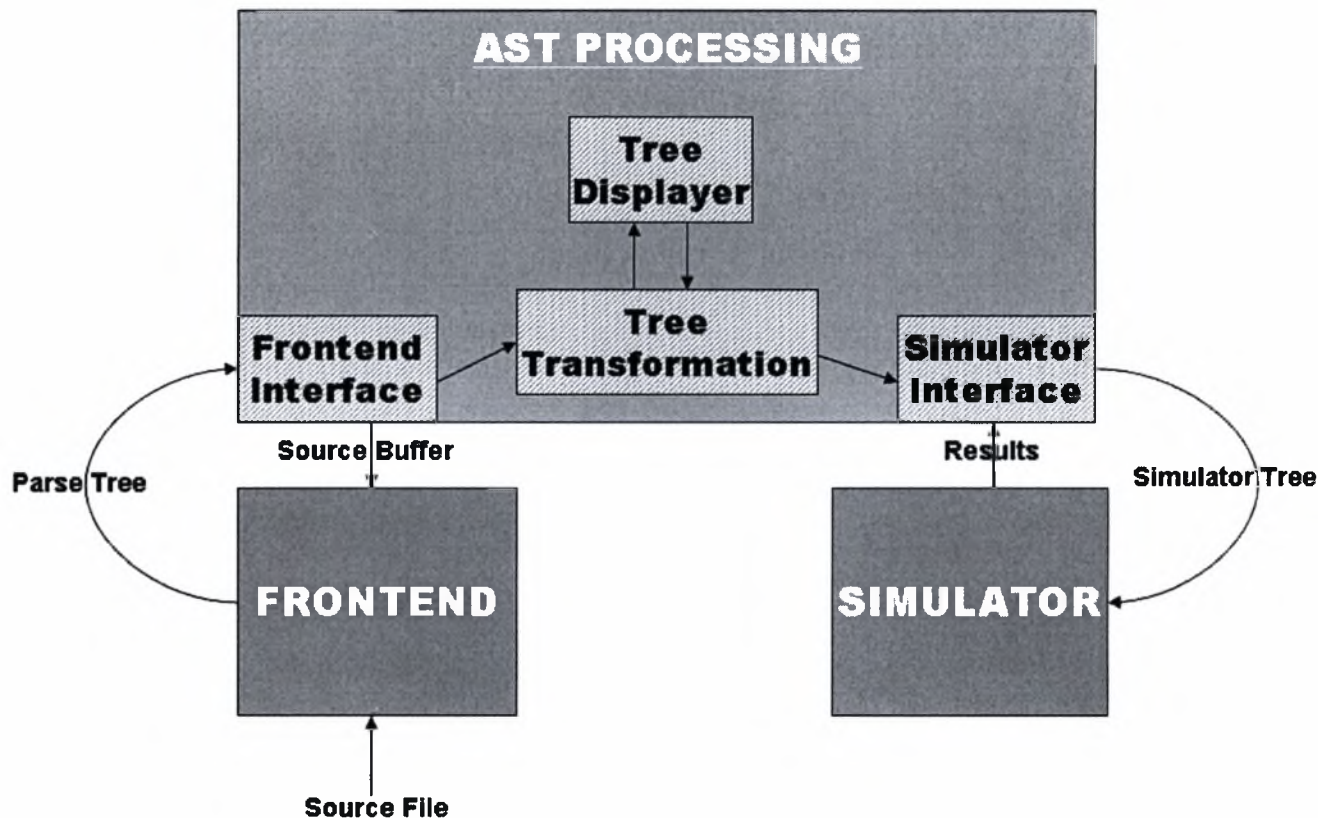 AST PROCESSING
Tree
Displayer
Tree
Transformation
Frontend
Interface
Simulator
Interface
Source Buffer
Results
Parse Tree
Simulator Tree
FRONTEND
SIMULATOR
Source File